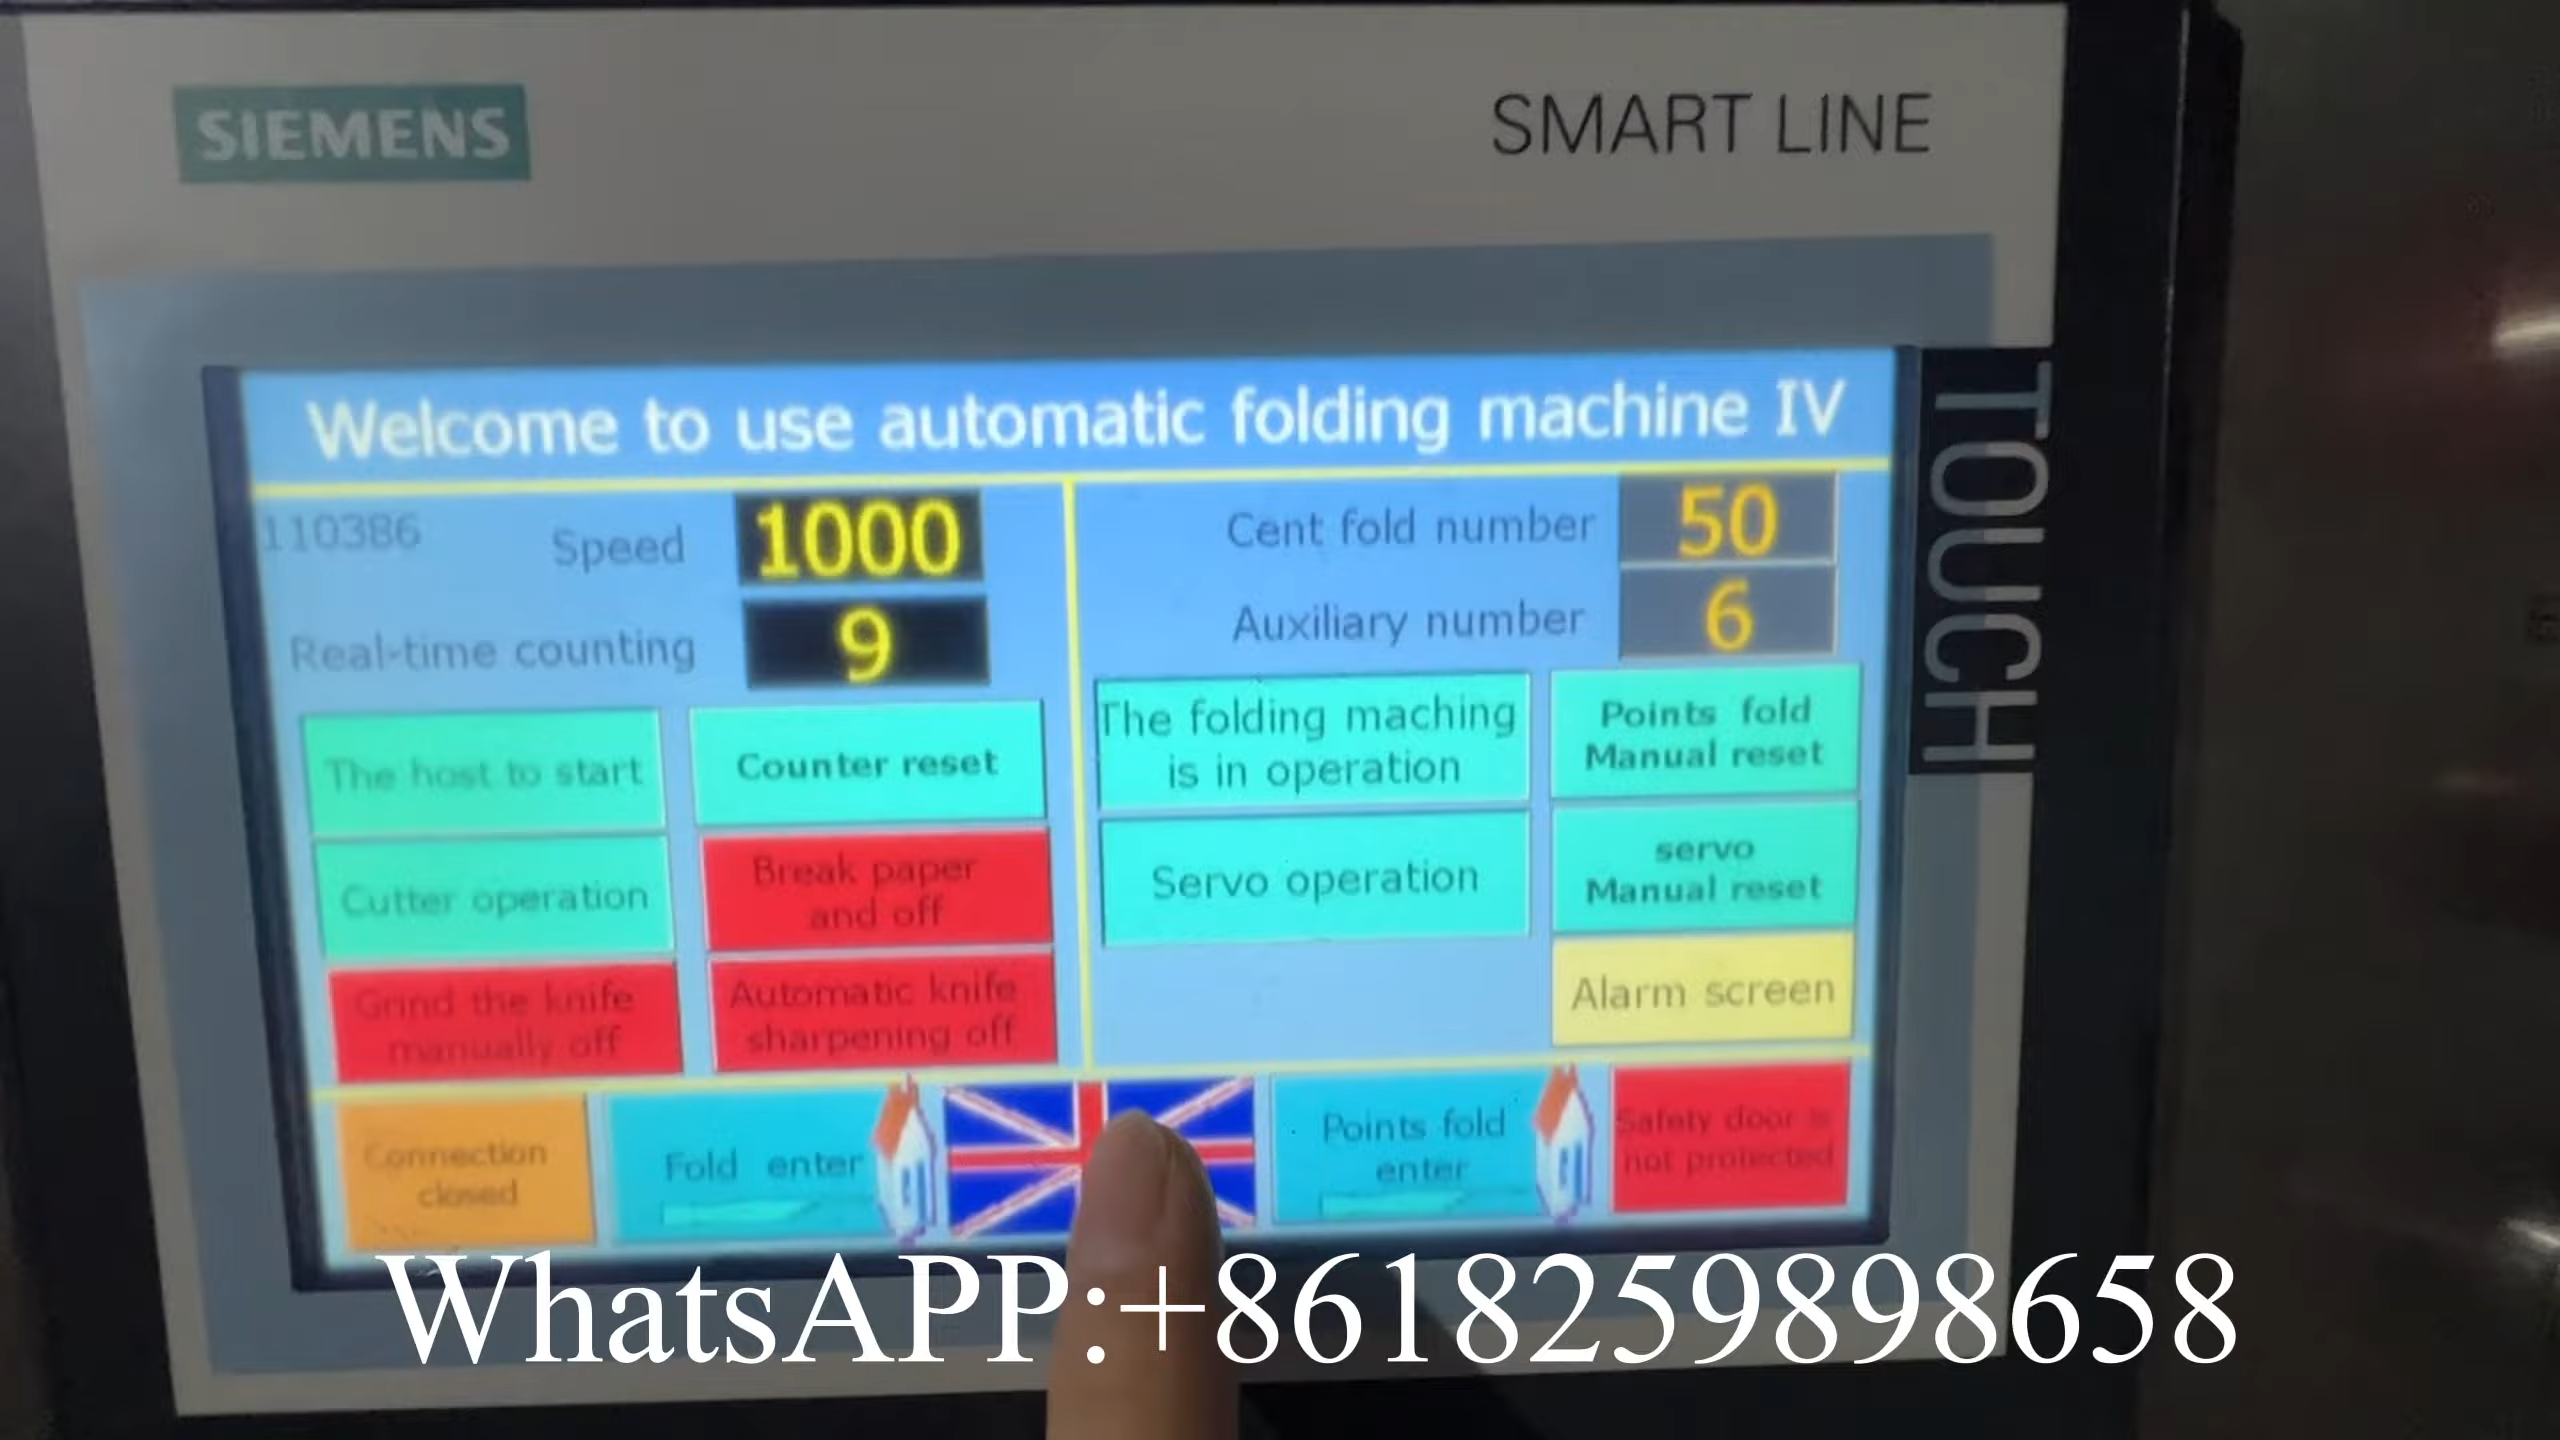 SIEMENS
SMART LINE
TOUCH
Welcome to use automatic folding machine IV
110386
Speed
1000
Real-time counting
9
Cent fold number
50
Auxiliary number
6
The host to start
Counter reset
The folding maching
is in operation
Points fold
Manual reset
Cutter operation
Break paper
and off
Servo operation
servo
Manual reset
Grind the knife
manually off
Automatic knife
sharpening off
Alarm screen
Connection
closed
Fold enter
Points fold
enter
Safety door is
not protected
WhatsAPP:+8618259898658